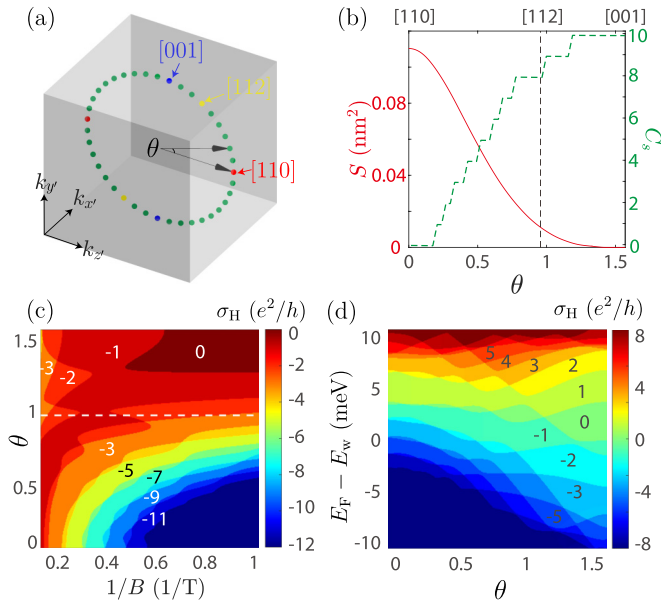 (a)
[001]
[112]
θ
[110]
k_y'
k_x'
k_z'
(b)
[110] [112] [001]
S (nm²)
0.08
0.04
0
10
8
6
4
2
0
C_s
0 0.5 1 1.5
θ
(c)
σ_H (e²/h)
1.5
1
0.5
0
θ
-1
0
-3
-2
-3
-5
-7
-9
-11
0.2 0.4 0.6 0.8 1
1/B (1/T)
0
-2
-4
-6
-8
-10
-12
(d)
σ_H (e²/h)
10
5
0
-5
-10
E_F − E_w (meV)
5
4
3
2
1
0
-1
-2
-3
-5
0 0.5 1.0 1.5
θ
8
4
0
-4
-8